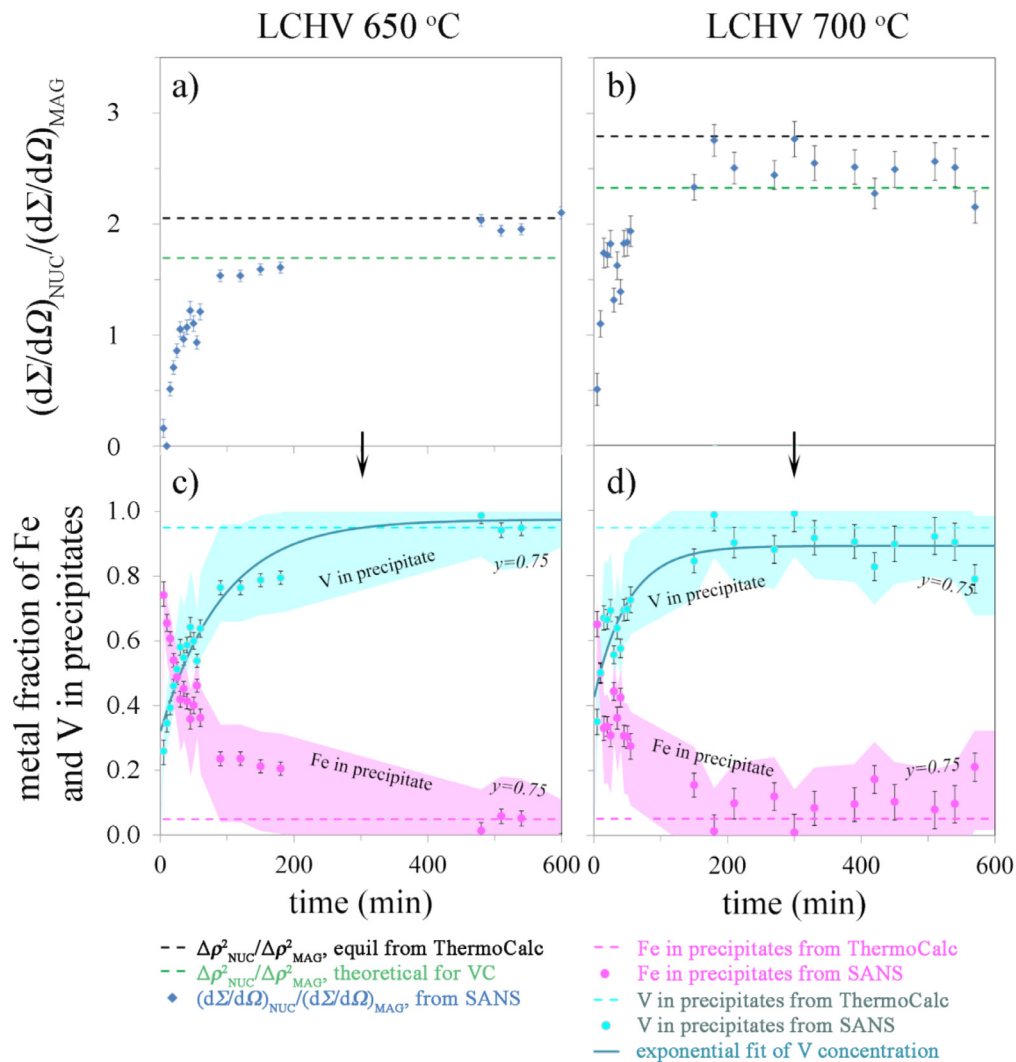 LCHV 650 °C
LCHV 700 °C
a)
b)
(dΣ/dΩ)NUC/(dΣ/dΩ)MAG
3
2
1
0
c)
d)
metal fraction of Fe
and V in precipitates
1.0
0.8
0.6
0.4
0.2
0.0
V in precipitate
y=0.75
Fe in precipitate
y=0.75
V in precipitate
y=0.75
Fe in precipitate
y=0.75
0 200 400 600
0 200 400 600
time (min)
time (min)
Δρ²NUC/Δρ²MAG, equil from ThermoCalc
Δρ²NUC/Δρ²MAG, theoretical for VC
(dΣ/dΩ)NUC/(dΣ/dΩ)MAG, from SANS
Fe in precipitates from ThermoCalc
Fe in precipitates from SANS
V in precipitates from ThermoCalc
V in precipitates from SANS
exponential fit of V concentration